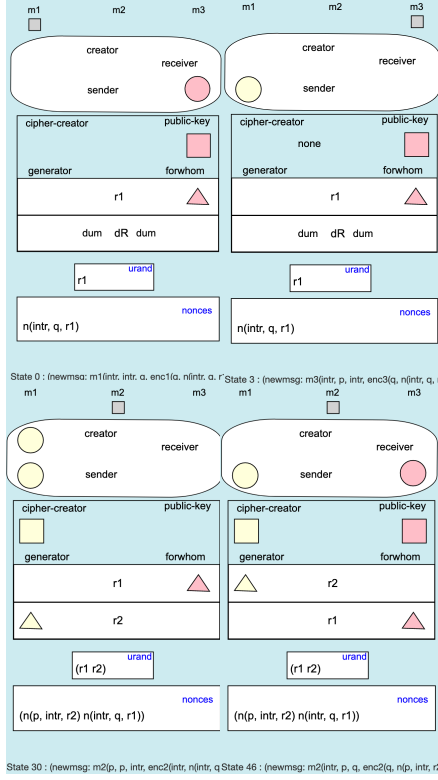 m1 m2 m3
creator
receiver
sender
cipher-creator public-key
generator forwhom
r1
dum dR dum
urand
r1
nonces
n(intr, q, r1)
State 0 : (newmsg: m1(intr, intr, q, enc1(q, n(intr, q, r
m1 m2 m3
creator
receiver
sender
cipher-creator public-key
none
generator forwhom
r1
dum dR dum
urand
r1
nonces
n(intr, q, r1)
State 3 : (newmsg: m3(intr, p, intr, enc3(q, n(intr, q,
m1 m2 m3
creator
receiver
sender
cipher-creator public-key
generator forwhom
r1
r2
urand
(r1 r2)
nonces
(n(p, intr, r2) n(intr, q, r1))
State 30 : (newmsg: m2(p, p, intr, enc2(intr, n(intr, q
m1 m2 m3
creator
receiver
sender
cipher-creator public-key
generator forwhom
r2
r1
urand
(r1 r2)
nonces
(n(p, intr, r2) n(intr, q, r1))
State 46 : (newmsg: m2(intr, p, q, enc2(q, n(p, intr, r2